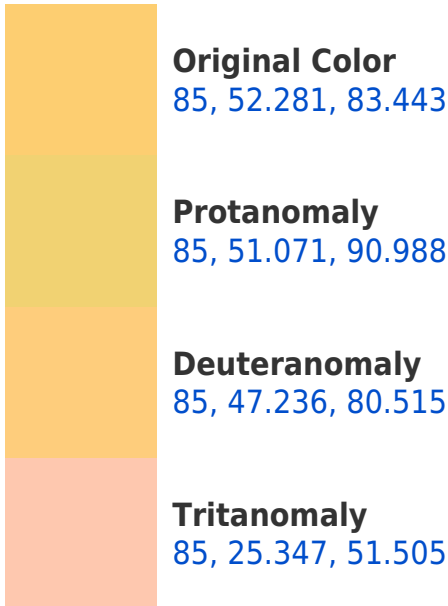 Original Color
85, 52.281, 83.443
Protanomaly
85, 51.071, 90.988
Deuteranomaly
85, 47.236, 80.515
Tritanomaly
85, 25.347, 51.505